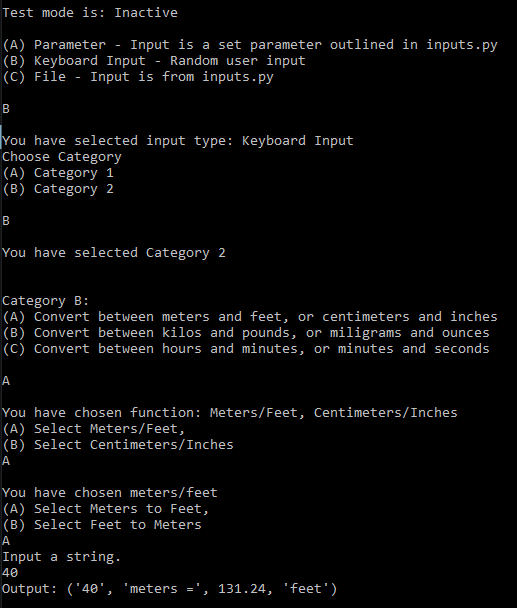 Test mode is: Inactive
(A) Parameter - Input is a set parameter outlined in inputs.py
(B) Keyboard Input - Random user input
(C) File - Input is from inputs.py
B
You have selected input type: Keyboard Input
Choose Category
(A) Category 1
(B) Category 2
B
You have selected Category 2
Category B:
(A) Convert between meters and feet, or centimeters and inches
(B) Convert between kilos and pounds, or miligrams and ounces
(C) Convert between hours and minutes, or minutes and seconds
A
You have chosen function: Meters/Feet, Centimeters/Inches
(A) Select Meters/Feet,
(B) Select Centimeters/Inches
A
You have chosen meters/feet
(A) Select Meters to Feet,
(B) Select Feet to Meters
A
Input a string.
40
Output: ('40', 'meters =', 131.24, 'feet')